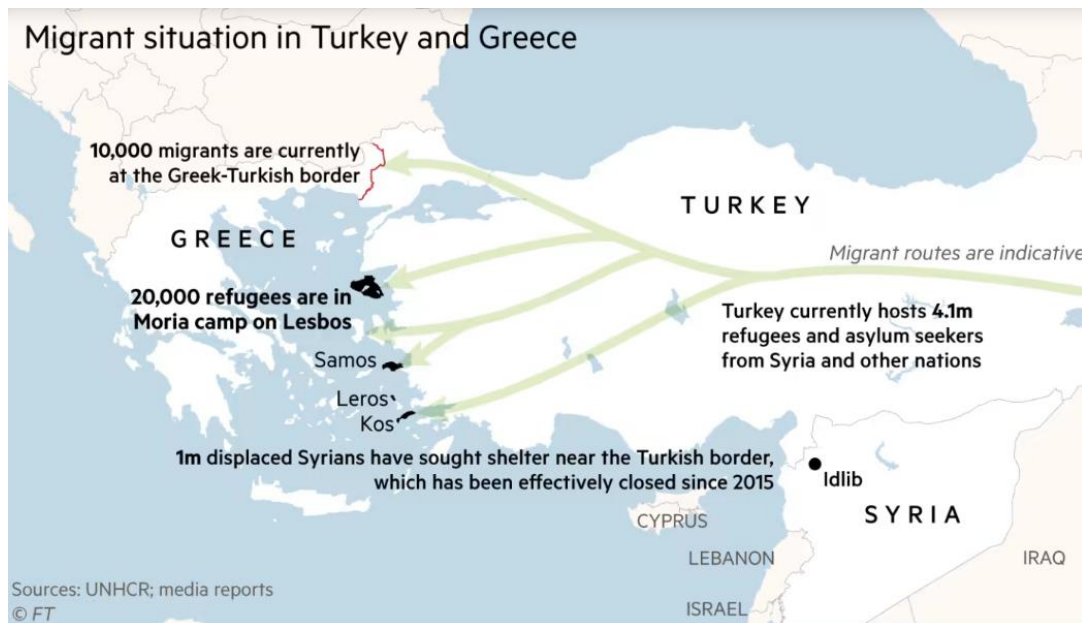 Migrant situation in Turkey and Greece
10,000 migrants are currently
at the Greek-Turkish border
TURKEY
GREECE
Migrant routes are indicative
20,000 refugees are in
Moria camp on Lesbos
Turkey currently hosts 4.1m
refugees and asylum seekers
from Syria and other nations
Samos
Leros
Kos
1m displaced Syrians have sought shelter near the Turkish border,
which has been effectively closed since 2015
Idlib
SYRIA
CYPRUS
LEBANON
IRAQ
ISRAEL
Sources: UNHCR; media reports
© FT